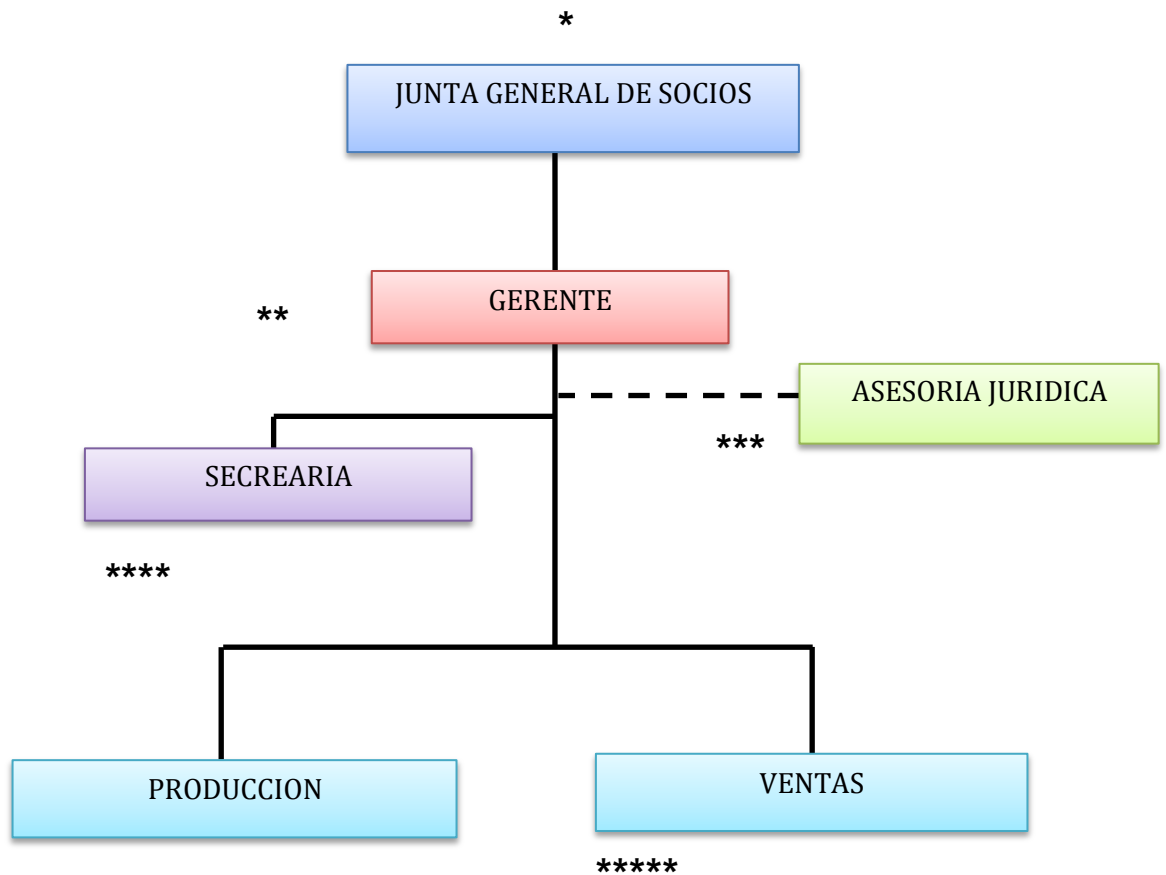 *
JUNTA GENERAL DE SOCIOS
GERENTE
**
ASESORIA JURIDICA
***
SECREARIA
****
PRODUCCION
VENTAS
*****